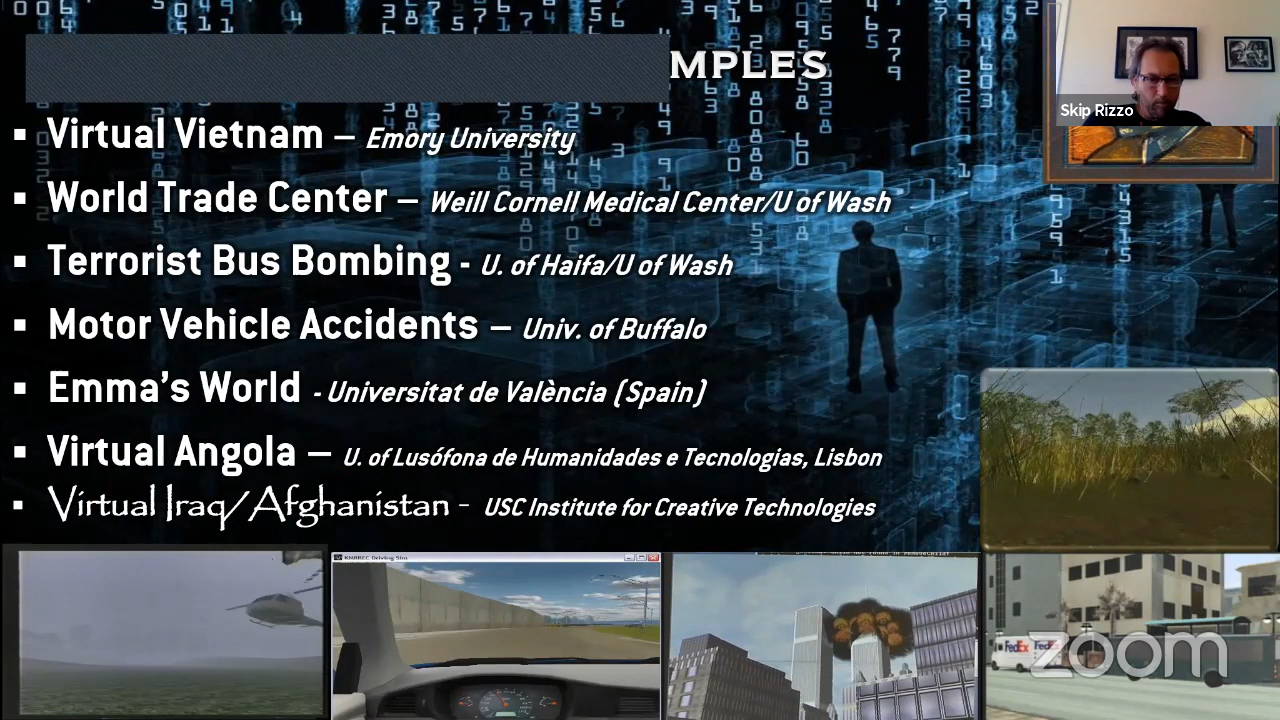 MPLES
Skip Rizzo
▪ Virtual Vietnam – Emory University
▪ World Trade Center – Weill Cornell Medical Center/U of Wash
▪ Terrorist Bus Bombing - U. of Haifa/U of Wash
▪ Motor Vehicle Accidents – Univ. of Buffalo
▪ Emma's World - Universitat de València (Spain)
▪ Virtual Angola – U. of Lusófona de Humanidades e Tecnologias, Lisbon
▪ Virtual Iraq/Afghanistan - USC Institute for Creative Technologies
FedEx FedEx
zoom